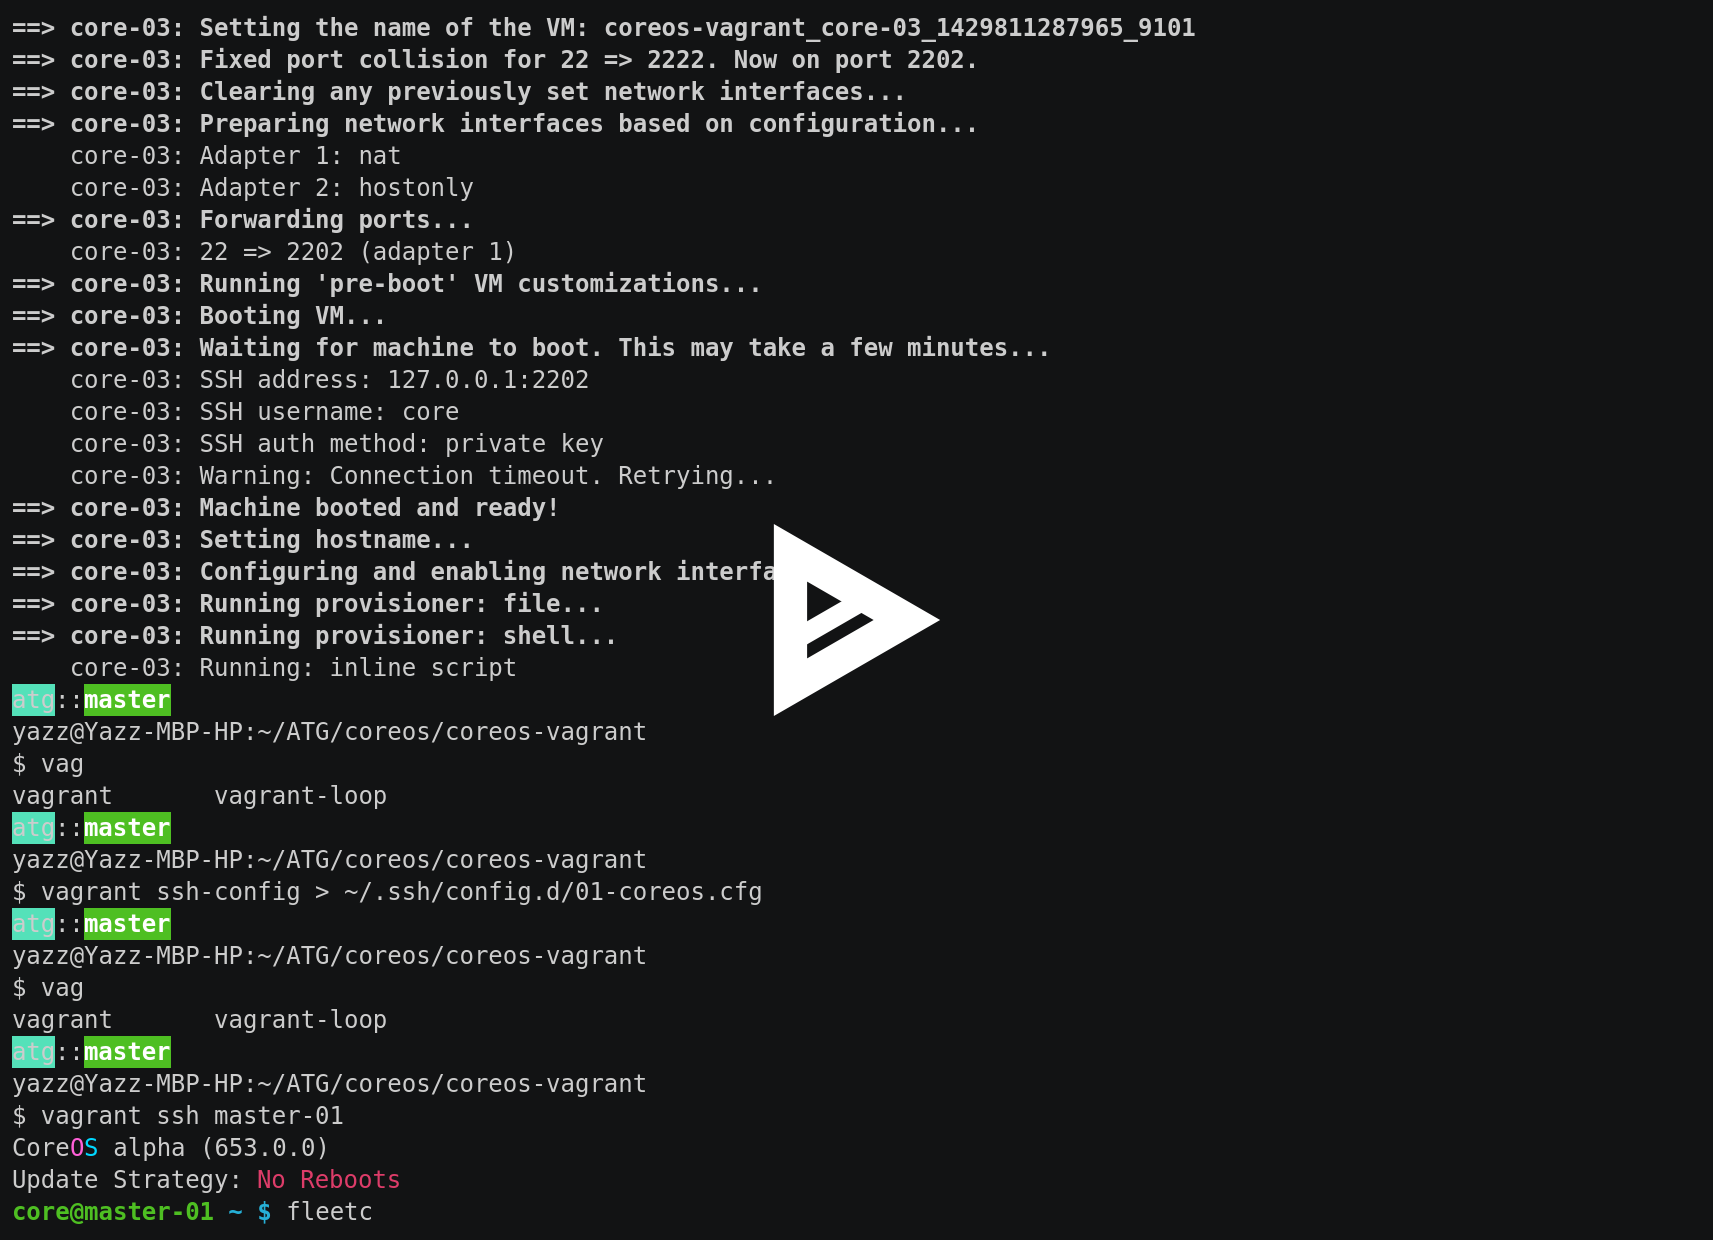 ==> core-03: Setting the name of the VM: coreos-vagrant_core-03_1429811287965_9101
==> core-03: Fixed port collision for 22 => 2222. Now on port 2202.
==> core-03: Clearing any previously set network interfaces...
==> core-03: Preparing network interfaces based on configuration...
    core-03: Adapter 1: nat
    core-03: Adapter 2: hostonly
==> core-03: Forwarding ports...
    core-03: 22 => 2202 (adapter 1)
==> core-03: Running 'pre-boot' VM customizations...
==> core-03: Booting VM...
==> core-03: Waiting for machine to boot. This may take a few minutes...
    core-03: SSH address: 127.0.0.1:2202
    core-03: SSH username: core
    core-03: SSH auth method: private key
    core-03: Warning: Connection timeout. Retrying...
==> core-03: Machine booted and ready!
==> core-03: Setting hostname...
==> core-03: Configuring and enabling network interfa
==> core-03: Running provisioner: file...
==> core-03: Running provisioner: shell...
    core-03: Running: inline script
atg::master
yazz@Yazz-MBP-HP:~/ATG/coreos/coreos-vagrant
$ vag
vagrant       vagrant-loop
atg::master
yazz@Yazz-MBP-HP:~/ATG/coreos/coreos-vagrant
$ vagrant ssh-config > ~/.ssh/config.d/01-coreos.cfg
atg::master
yazz@Yazz-MBP-HP:~/ATG/coreos/coreos-vagrant
$ vag
vagrant       vagrant-loop
atg::master
yazz@Yazz-MBP-HP:~/ATG/coreos/coreos-vagrant
$ vagrant ssh master-01
CoreOS alpha (653.0.0)
Update Strategy: No Reboots
core@master-01 ~ $ fleetc